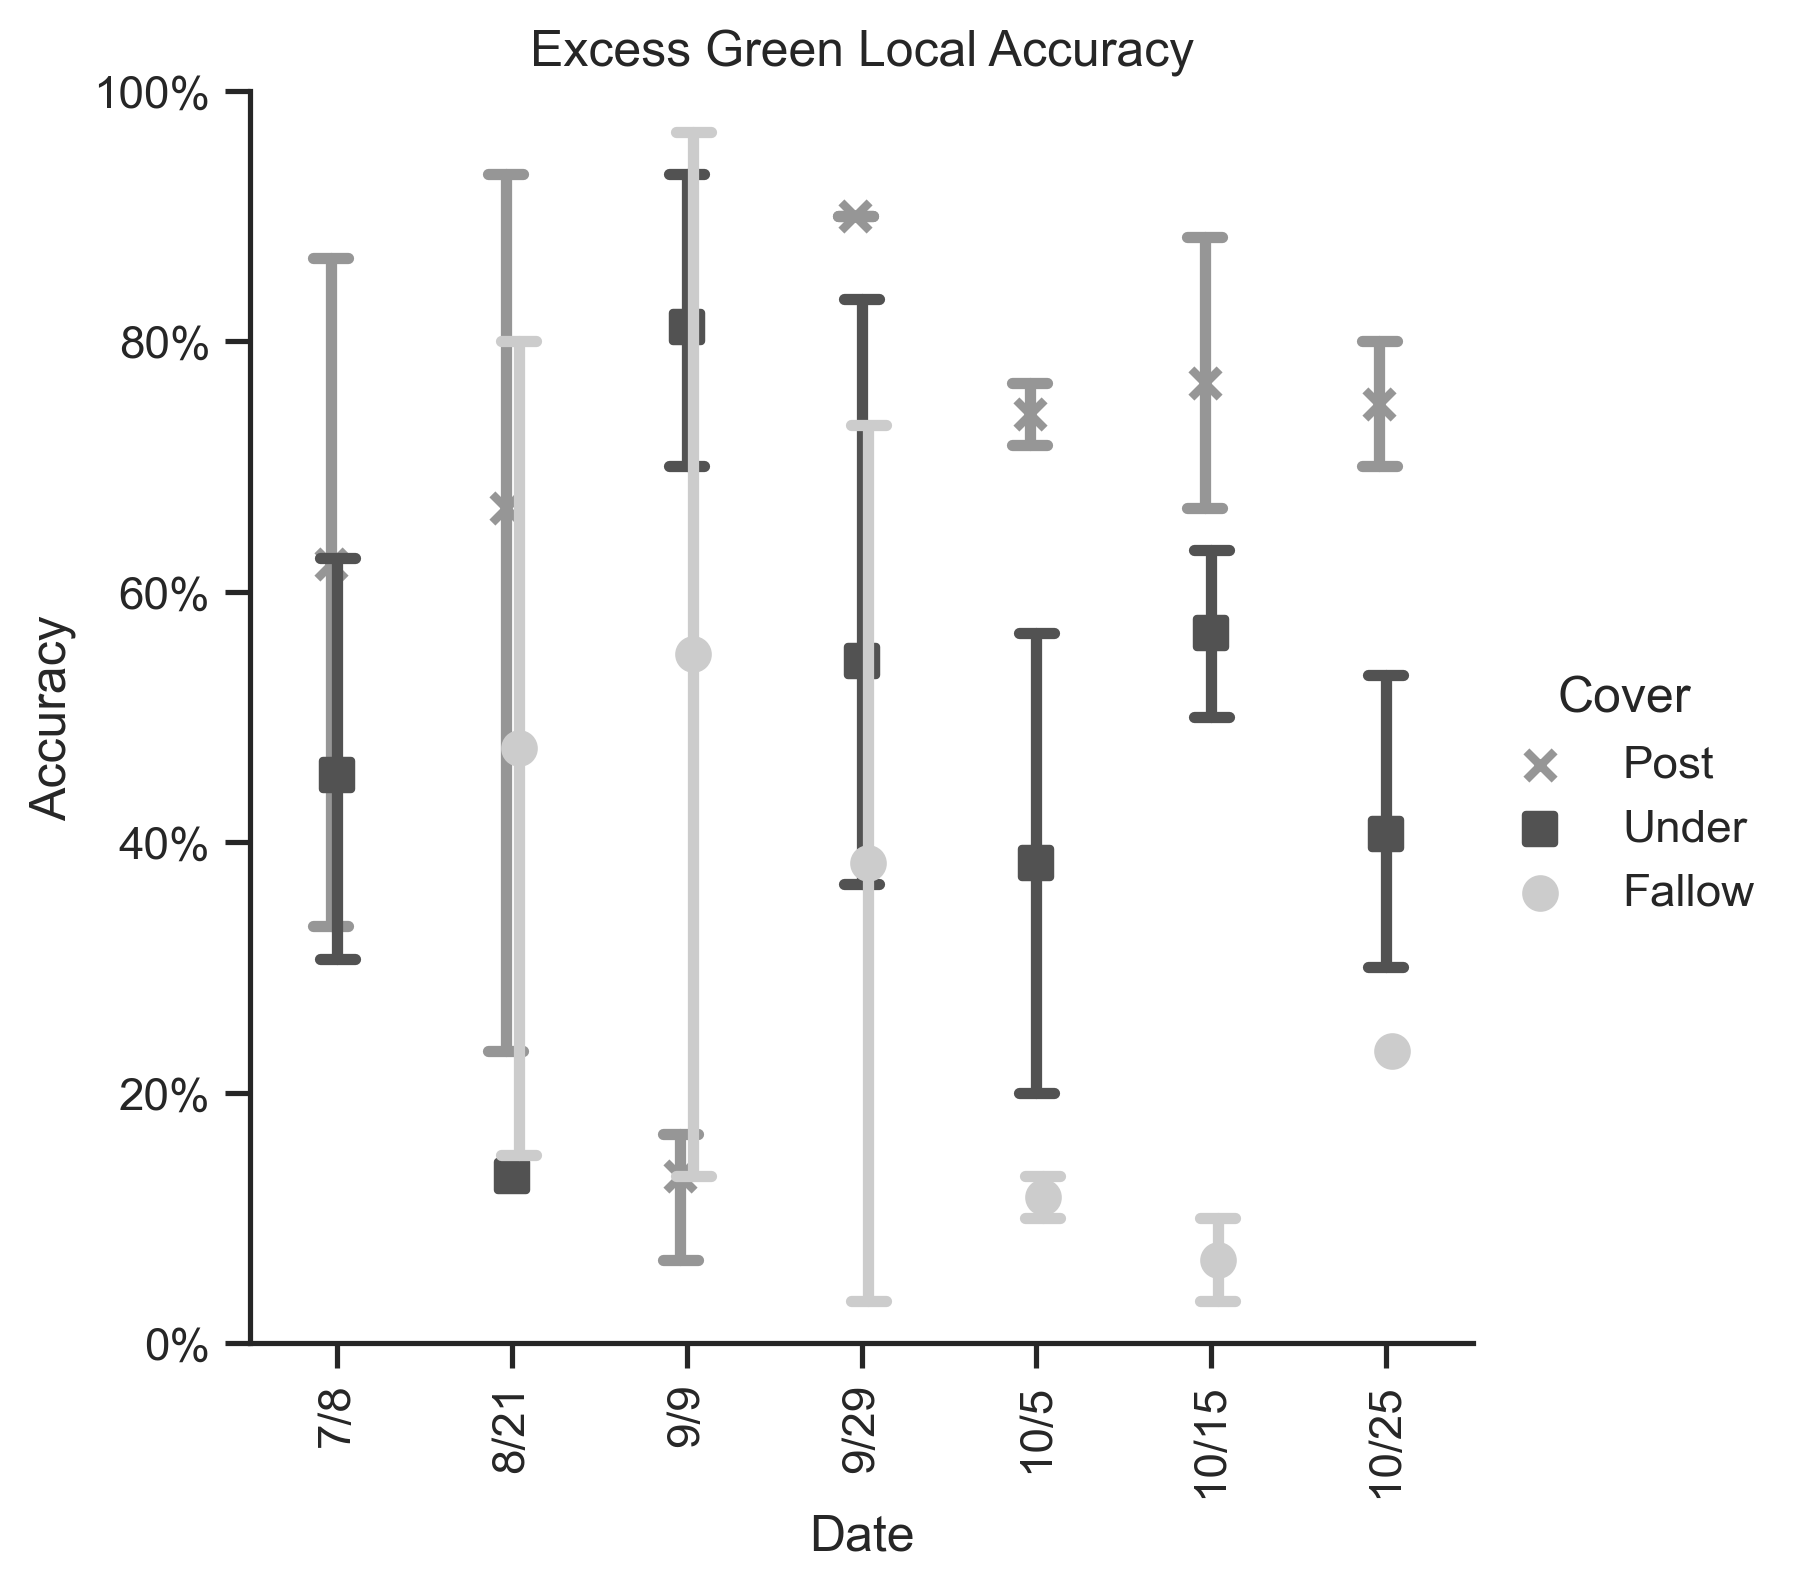 Excess Green Local Accuracy
100%
80%
60%
40%
20%
0%
Accuracy
7/8
8/21
9/9
9/29
10/5
10/15
10/25
Date
Cover
Post
Under
Fallow